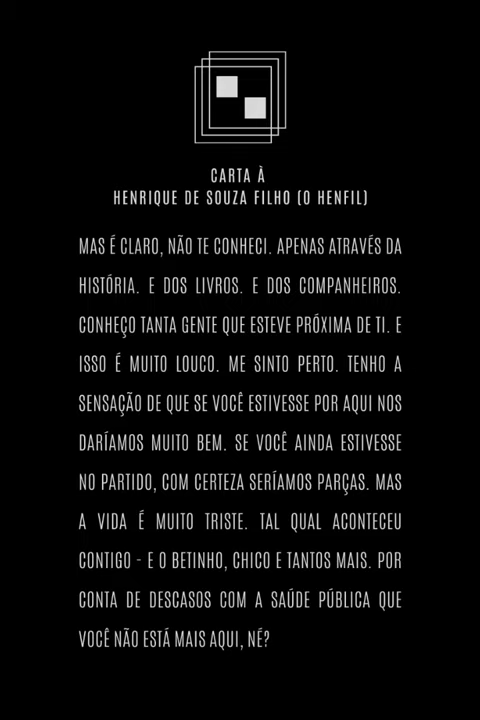 CARTA À
HENRIQUE DE SOUZA FILHO (O HENFIL)
MAS É CLARO, NÃO TE CONHECI. APENAS ATRAVÉS DA
HISTÓRIA. E DOS LIVROS. E DOS COMPANHEIROS.
CONHEÇO TANTA GENTE QUE ESTEVE PRÓXIMA DE TI. E
ISSO É MUITO LOUCO. ME SINTO PERTO. TENHO A
SENSAÇÃO DE QUE SE VOCÊ ESTIVESSE POR AQUI NOS
DARÍAMOS MUITO BEM. SE VOCÊ AINDA ESTIVESSE
NO PARTIDO, COM CERTEZA SERÍAMOS PARÇAS. MAS
A VIDA É MUITO TRISTE. TAL QUAL ACONTECEU
CONTIGO - E O BETINHO, CHICO E TANTOS MAIS. POR
CONTA DE DESCASOS COM A SAÚDE PÚBLICA QUE
VOCÊ NÃO ESTÁ MAIS AQUI, NÉ?